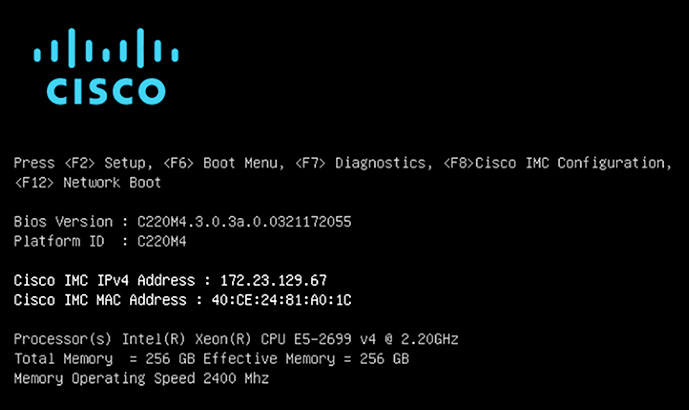 CISCO
Press <F2> Setup, <F6> Boot Menu, <F7> Diagnostics, <F8>Cisco IMC Configuration,
<F12> Network Boot
Bios Version : C220M4.3.0.3a.0.0321172055
Platform ID  : C220M4
Cisco IMC IPv4 Address : 172.23.129.67
Cisco IMC MAC Address : 40:CE:24:81:A0:1C
Processor(s) Intel(R) Xeon(R) CPU E5-2699 v4 @ 2.20GHz
Total Memory  = 256 GB Effective Memory = 256 GB
Memory Operating Speed 2400 Mhz